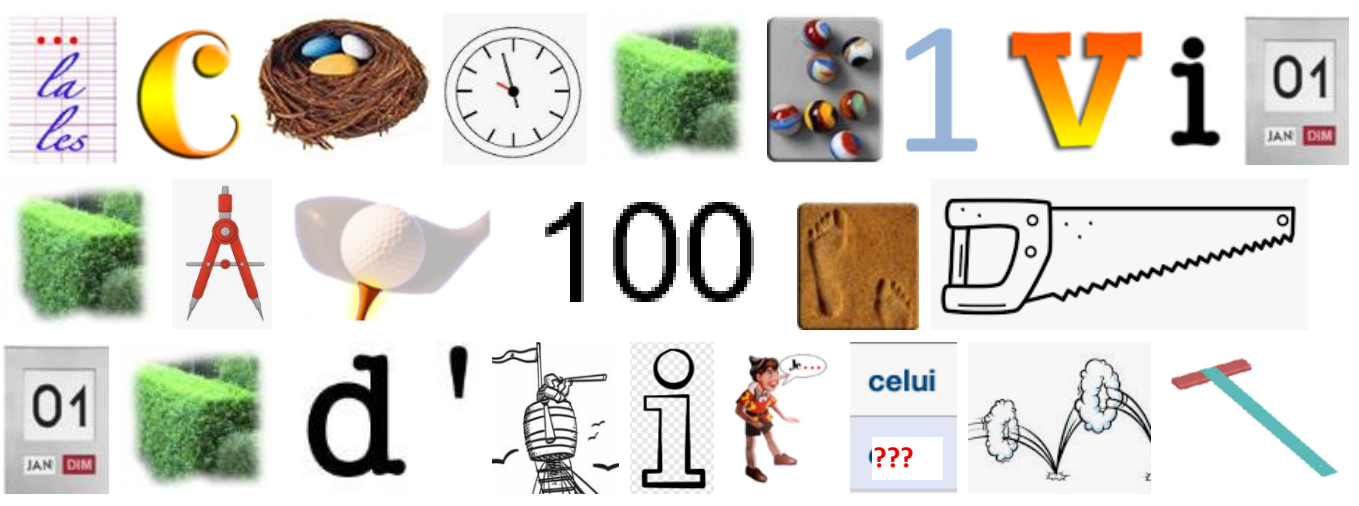 ... la les C 1 V i 01 JAN DIM
100
01 JAN DIM d ' i Je... celui ???